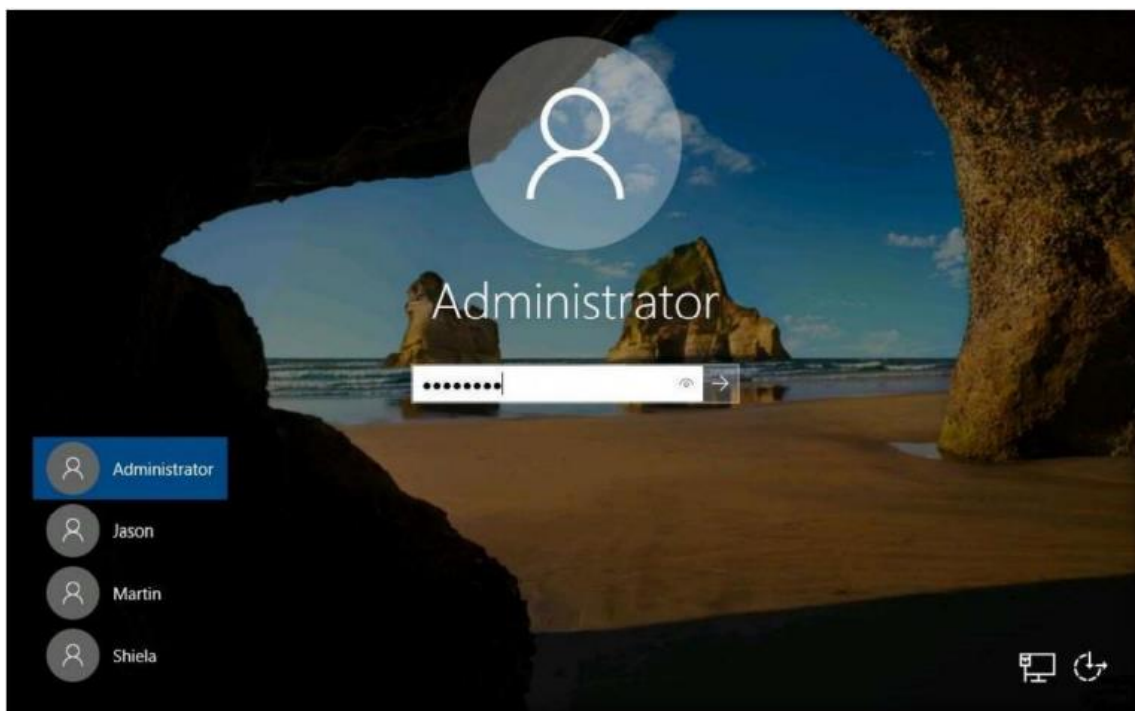 Administrator
••••••••
Administrator
Jason
Martin
Shiela